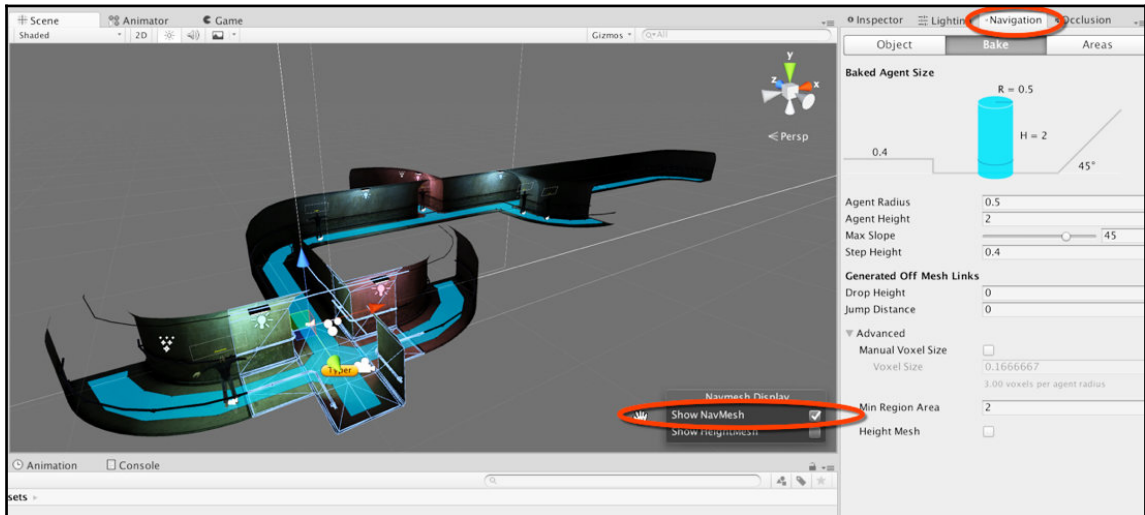 Scene Animator Game
Shaded 2D Gizmos All
y
z x
Persp
Typer
Navmesh Display
Show NavMesh
Show HeightMesh
Animation Console
sets
Inspector Lighting Navigation Occlusion
Object Bake Areas
Baked Agent Size
R = 0.5
H = 2
0.4
45°
Agent Radius 0.5
Agent Height 2
Max Slope 45
Step Height 0.4
Generated Off Mesh Links
Drop Height 0
Jump Distance 0
Advanced
Manual Voxel Size
Voxel Size 0.1666667
3.00 voxels per agent radius
Min Region Area 2
Height Mesh